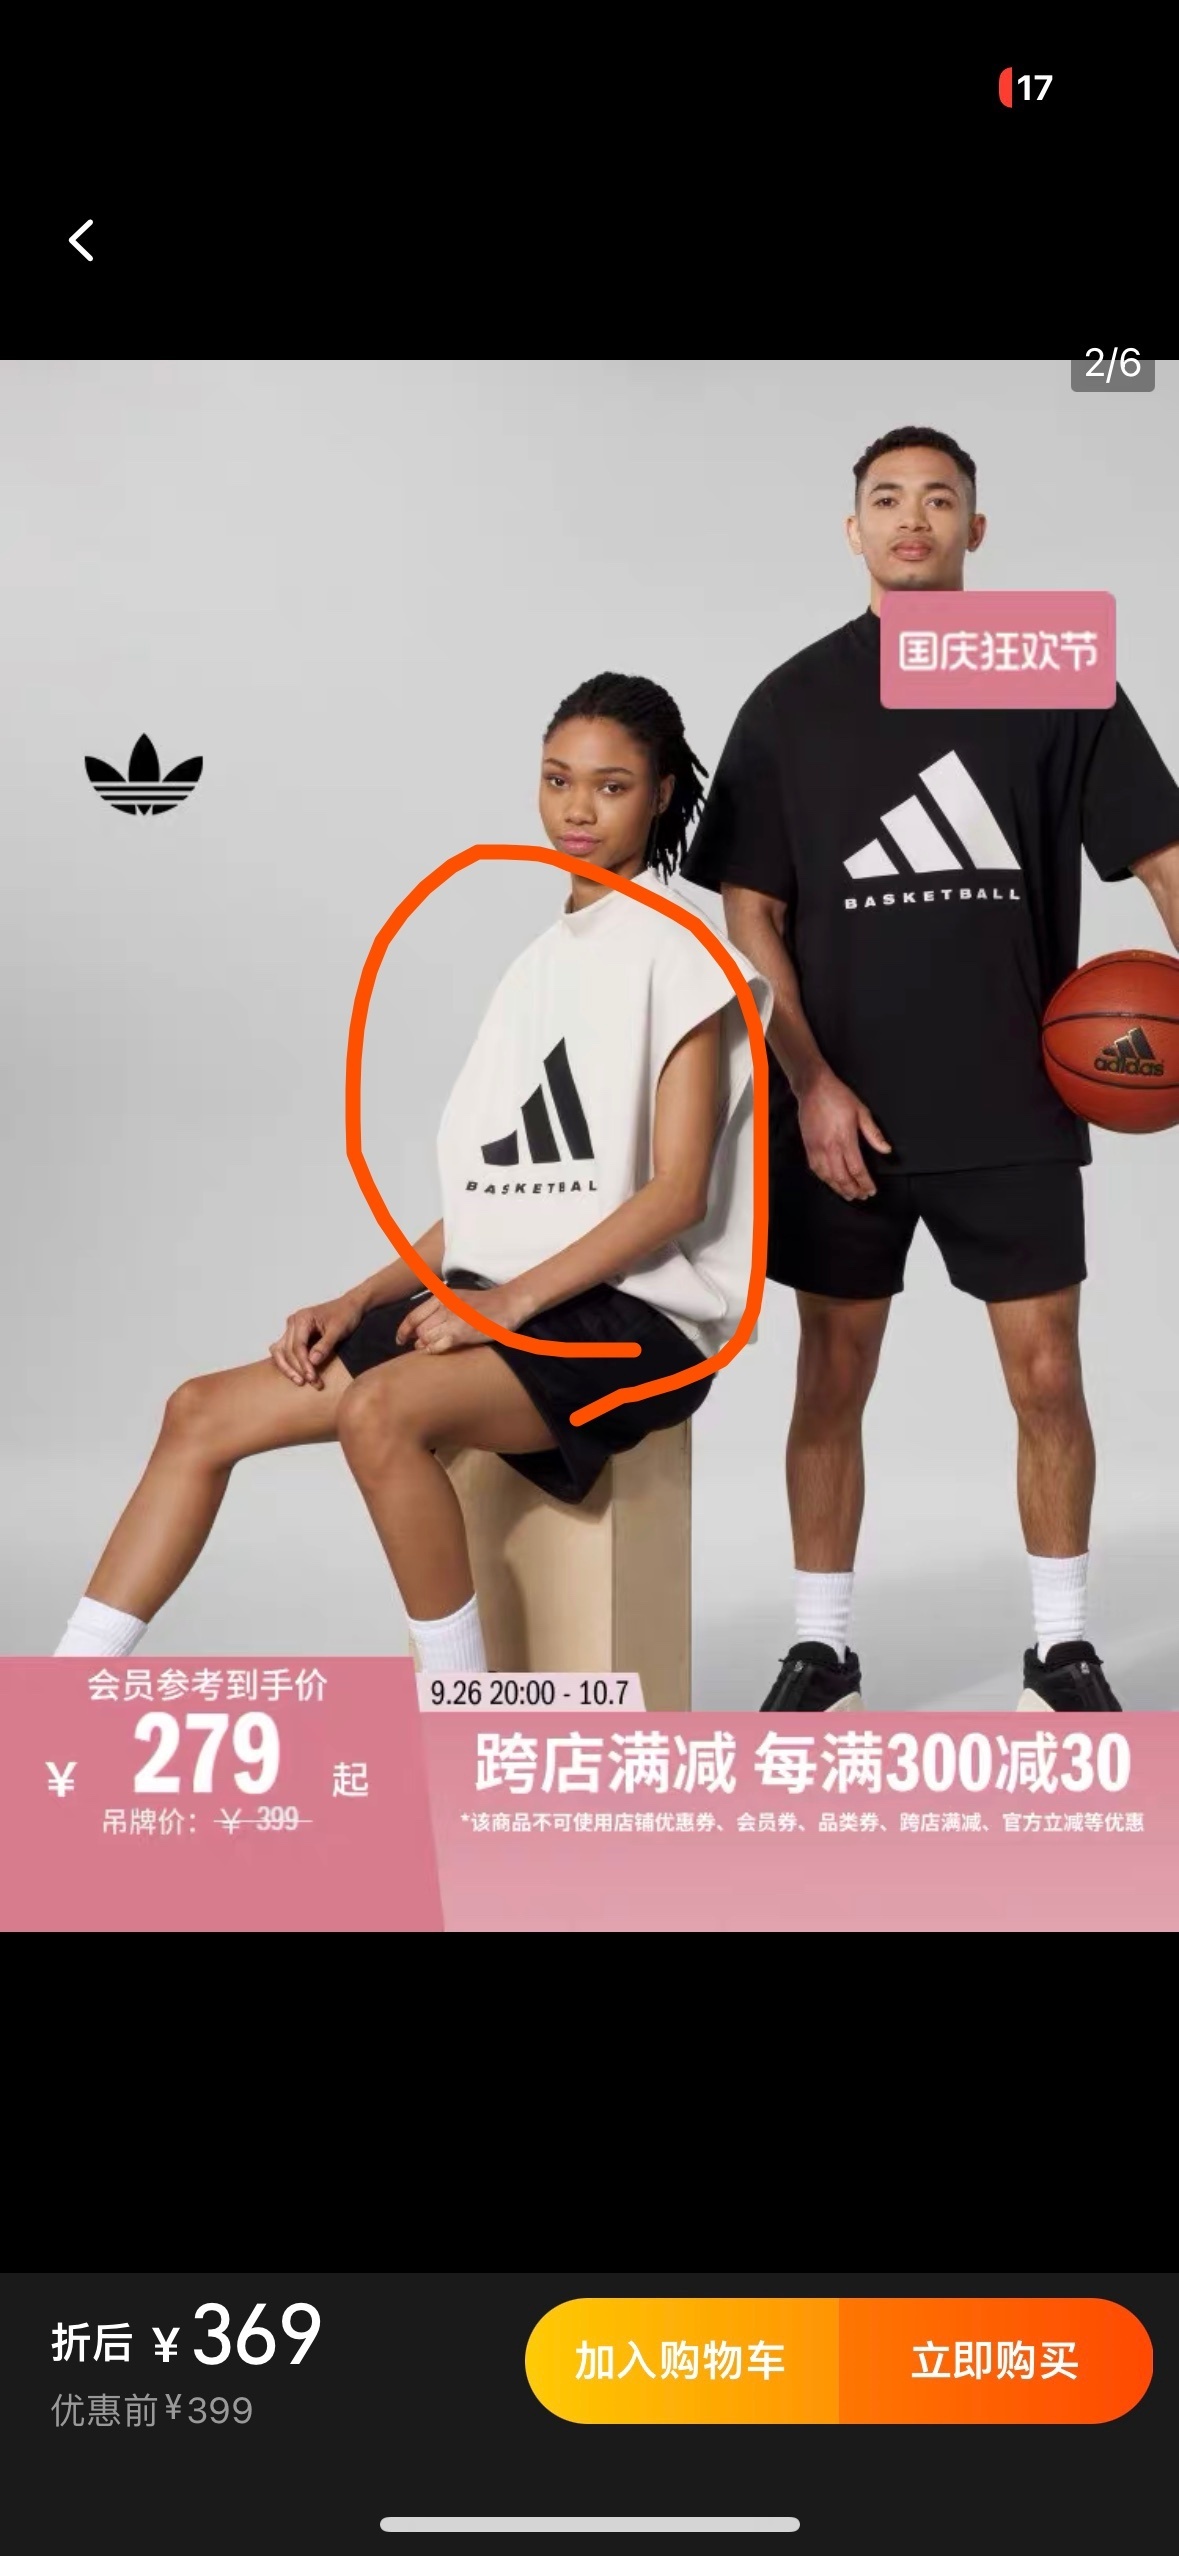 17
2/6
国庆狂欢节
BASKETBALL
adidas
BASKETBAL
会员参考到手价
¥ 279 起
吊牌价：￥ 399
9.26 20:00 - 10.7
跨店满减 每满300减30
*该商品不可使用店铺优惠券、会员券、品类券、跨店满减、官方立减等优惠
折后 ¥ 369
优惠前 ¥399
加入购物车
立即购买